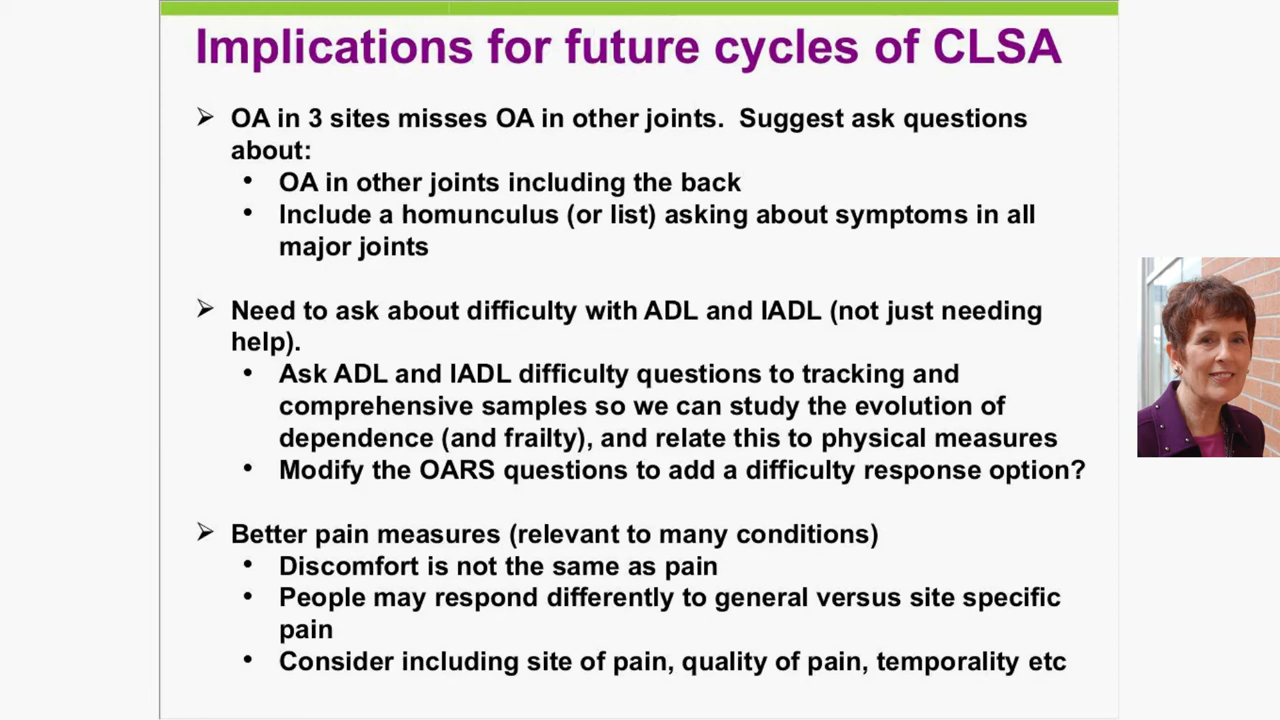 Implications for future cycles of CLSA
➢ OA in 3 sites misses OA in other joints.  Suggest ask questions
about:
• OA in other joints including the back
• Include a homunculus (or list) asking about symptoms in all
major joints
➢ Need to ask about difficulty with ADL and IADL (not just needing
help).
• Ask ADL and IADL difficulty questions to tracking and
comprehensive samples so we can study the evolution of
dependence (and frailty), and relate this to physical measures
• Modify the OARS questions to add a difficulty response option?
➢ Better pain measures (relevant to many conditions)
• Discomfort is not the same as pain
• People may respond differently to general versus site specific
pain
• Consider including site of pain, quality of pain, temporality etc